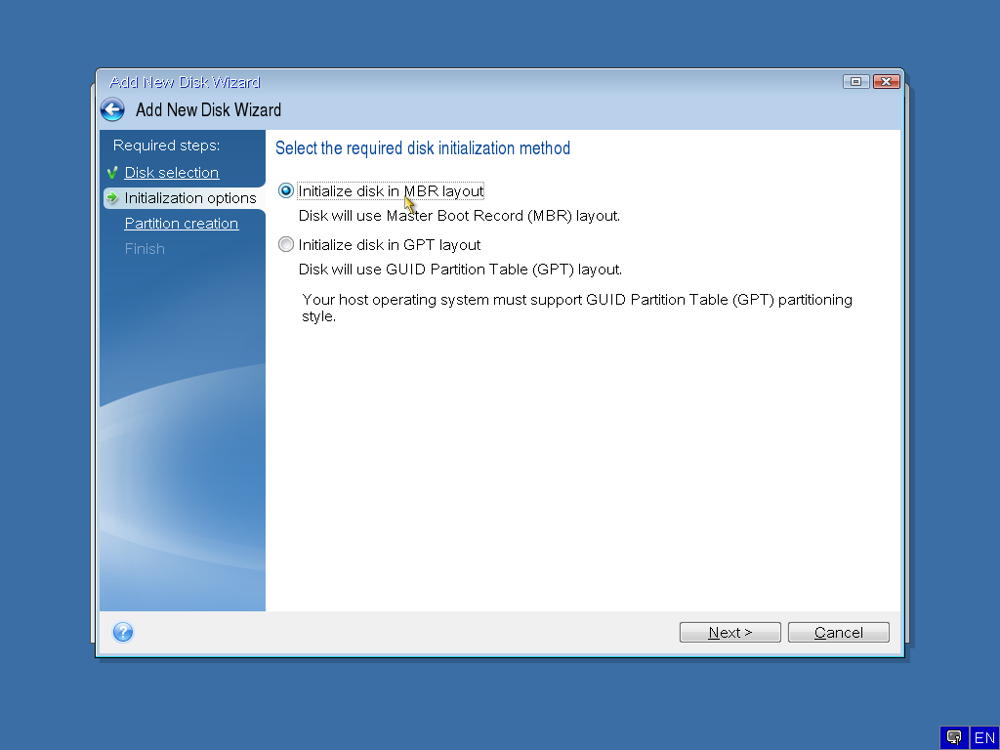 Add New Disk Wizard
Add New Disk Wizard
Required steps:
Disk selection
Initialization options
Partition creation
Finish
Select the required disk initialization method
Initialize disk in MBR layout
Disk will use Master Boot Record (MBR) layout.
Initialize disk in GPT layout
Disk will use GUID Partition Table (GPT) layout.
Your host operating system must support GUID Partition Table (GPT) partitioning
style.
Next >
Cancel
EN